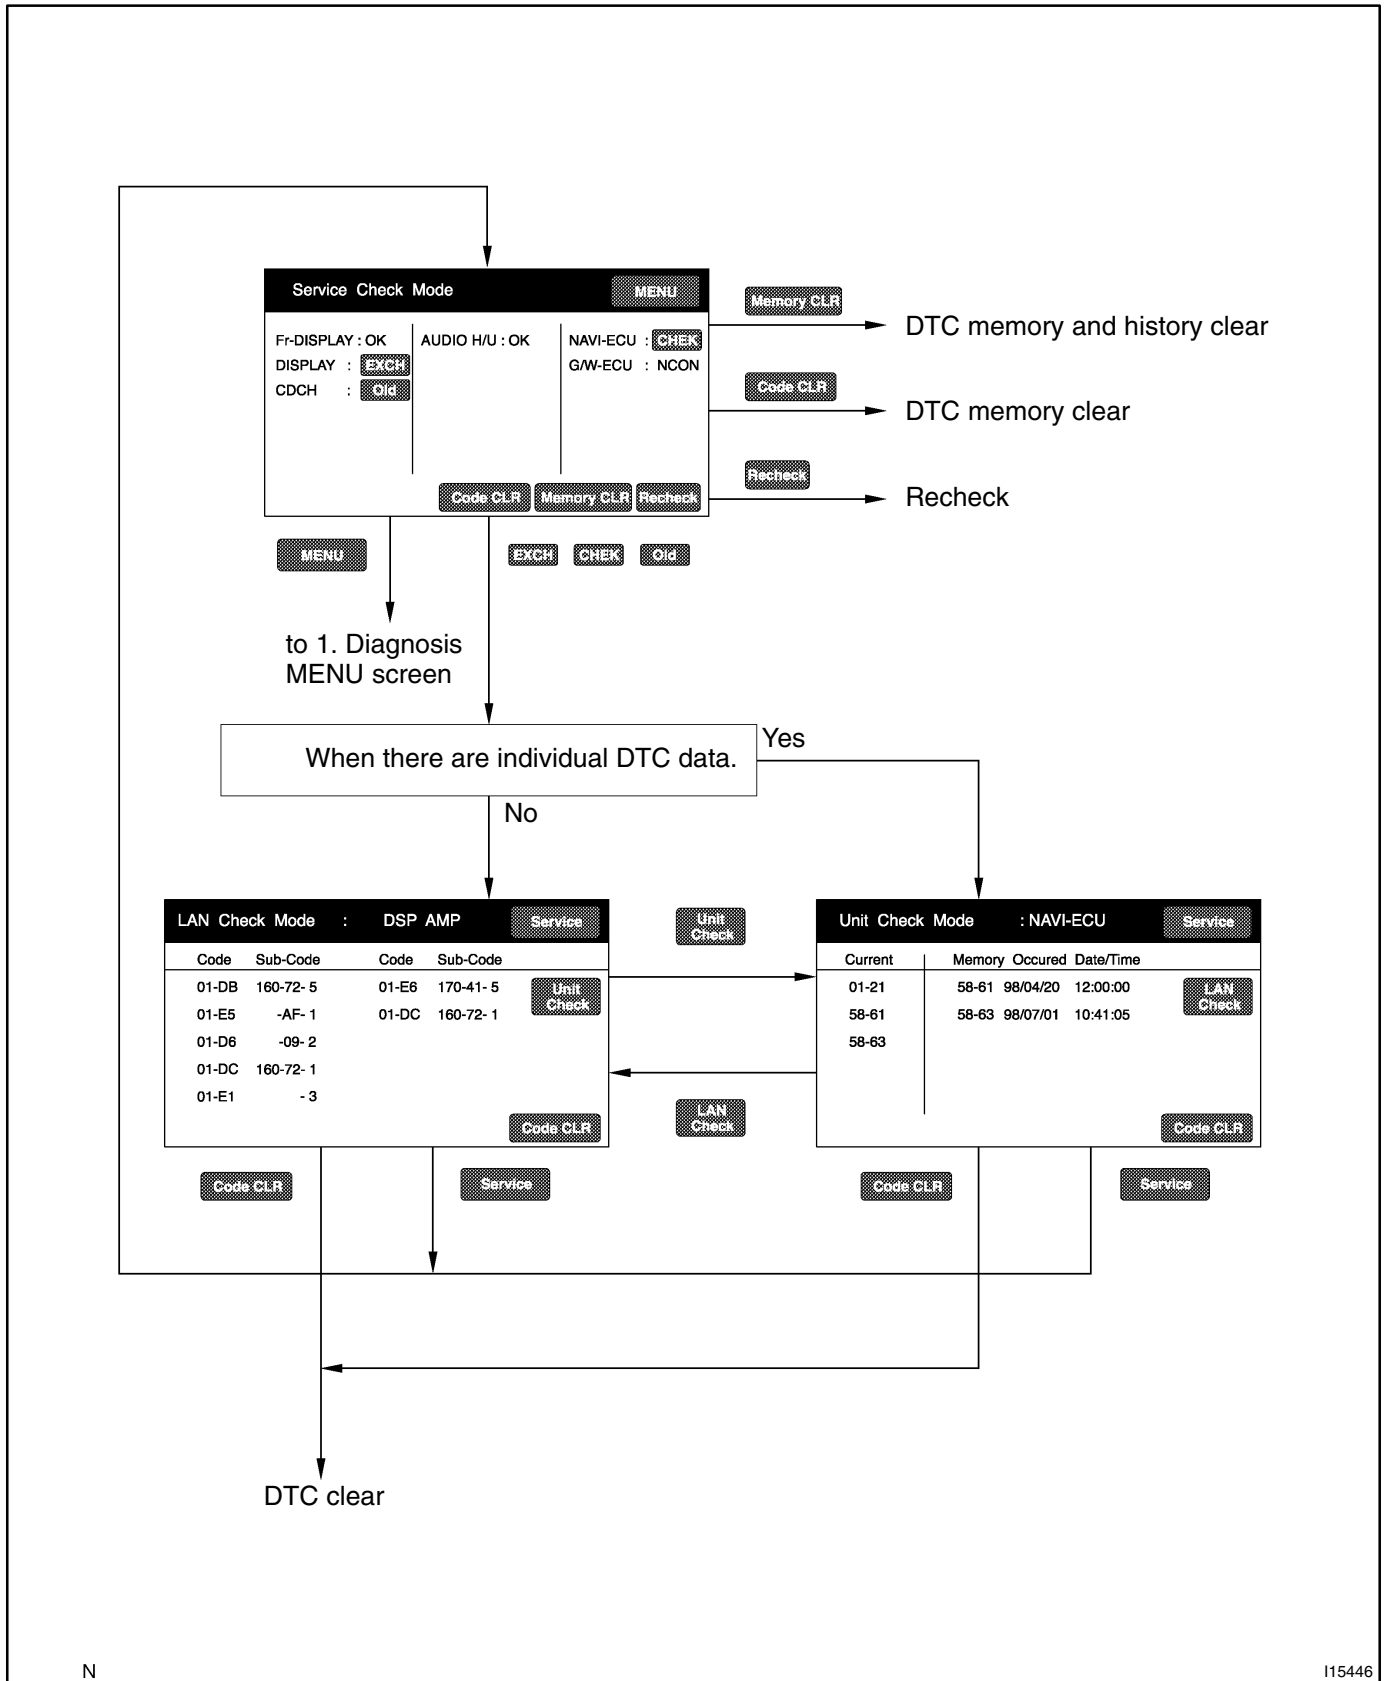 Service Check Mode MENU
Memory CLR
DTC memory and history clear
Fr-DISPLAY : OK AUDIO H/U : OK NAVI-ECU : CHEK
DISPLAY : EXCH G/W-ECU : NCON
CDCH : Old
Code CLR
DTC memory clear
Recheck
Recheck
Code CLR Memory CLR Recheck
MENU EXCH CHEK Old
to 1. Diagnosis
MENU screen
When there are individual DTC data.
Yes
No
LAN Check Mode : DSP AMP Service
Code Sub-Code Code Sub-Code
01-DB 160-72- 5 01-E6 170-41- 5
01-E5 -AF- 1 01-DC 160-72- 1
01-D6 -09- 2
01-DC 160-72- 1
01-E1 - 3
Unit
Check
Code CLR
Unit
Check
LAN
Check
Unit Check Mode : NAVI-ECU Service
Current Memory Occured Date/Time
01-21 58-61 98/04/20 12:00:00
58-61 58-63 98/07/01 10:41:05
58-63
LAN
Check
Code CLR
Code CLR Service
Code CLR Service
DTC clear
N
I15446